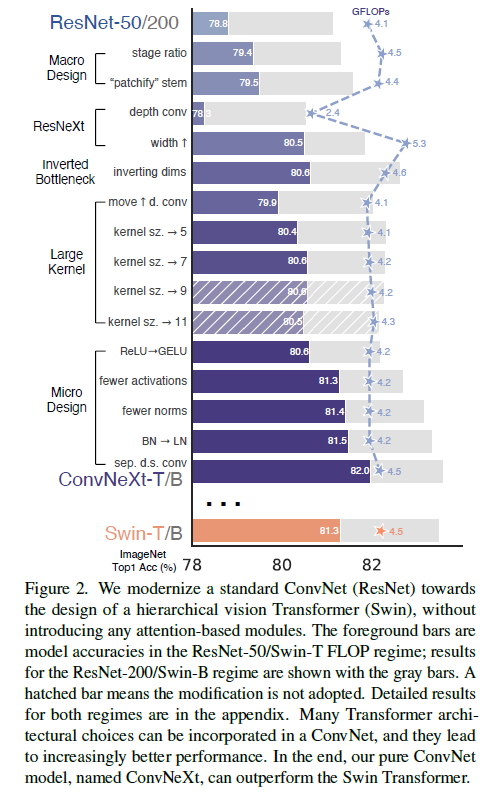 GFLOPs
ResNet-50/200 78.8 4.1
Macro Design
stage ratio 79.4 4.5
"patchify" stem 79.5 4.4
ResNeXt
depth conv 78.3 2.4
width ↑ 80.5 5.3
Inverted Bottleneck
inverting dims 80.6 4.6
Large Kernel
move ↑ d. conv 79.9 4.1
kernel sz. → 5 80.4 4.1
kernel sz. → 7 80.6 4.2
kernel sz. → 9 80.6 4.2
kernel sz. → 11 80.5 4.3
Micro Design
ReLU→GELU 80.6 4.2
fewer activations 81.3 4.2
fewer norms 81.4 4.2
BN → LN 81.5 4.2
sep. d.s. conv
ConvNeXt-T/B 82.0 4.5
...
Swin-T/B 81.3 4.5
ImageNet
Top1 Acc (%) 78 80 82
Figure 2. We modernize a standard ConvNet (ResNet) towards
the design of a hierarchical vision Transformer (Swin), without
introducing any attention-based modules. The foreground bars are
model accuracies in the ResNet-50/Swin-T FLOP regime; results
for the ResNet-200/Swin-B regime are shown with the gray bars. A
hatched bar means the modification is not adopted. Detailed results
for both regimes are in the appendix. Many Transformer archi-
tectural choices can be incorporated in a ConvNet, and they lead
to increasingly better performance. In the end, our pure ConvNet
model, named ConvNeXt, can outperform the Swin Transformer.